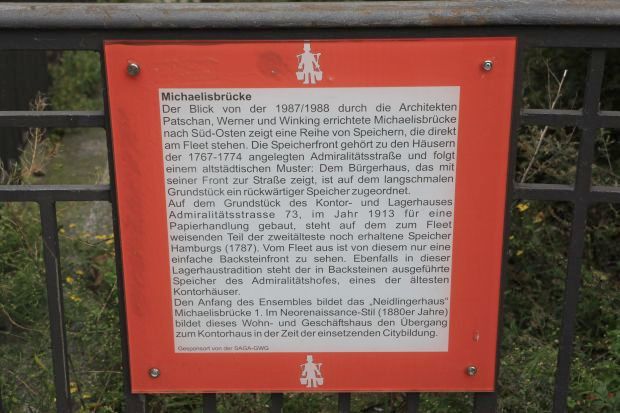 Michaelisbrücke
Der Blick von der 1987/1988 durch die Architekten
Patschan, Werner und Winking errichtete Michaelisbrücke
nach Süd-Osten zeigt eine Reihe von Speichern, die direkt
am Fleet stehen. Die Speicherfront gehört zu den Häusern
der 1767-1774 angelegten Admiralitätsstraße und folgt
einem altstädtischen Muster: Dem Bürgerhaus, das mit
seiner Front zur Straße zeigt, ist auf dem langschmalen
Grundstück ein rückwärtiger Speicher zugeordnet.
Auf dem Grundstück des Kontor- und Lagerhauses
Admiralitätsstrasse 73, im Jahr 1913 für eine
Papierhandlung gebaut, steht auf dem zum Fleet
weisenden Teil der zweitälteste noch erhaltene Speicher
Hamburgs (1787). Vom Fleet aus ist von diesem nur eine
einfache Backsteinfront zu sehen. Ebenfalls in dieser
Lagerhaustradition steht der in Backsteinen ausgeführte
Speicher des Admiralitätshofes, eines der ältesten
Kontorhäuser.
Den Anfang des Ensembles bildet das „Neidlingerhaus"
Michaelisbrücke 1. Im Neorenaissance-Stil (1880er Jahre)
bildet dieses Wohn- und Geschäftshaus den Übergang
zum Kontorhaus in der Zeit der einsetzenden Citybildung.
Gesponsort von der SAGA-GWG